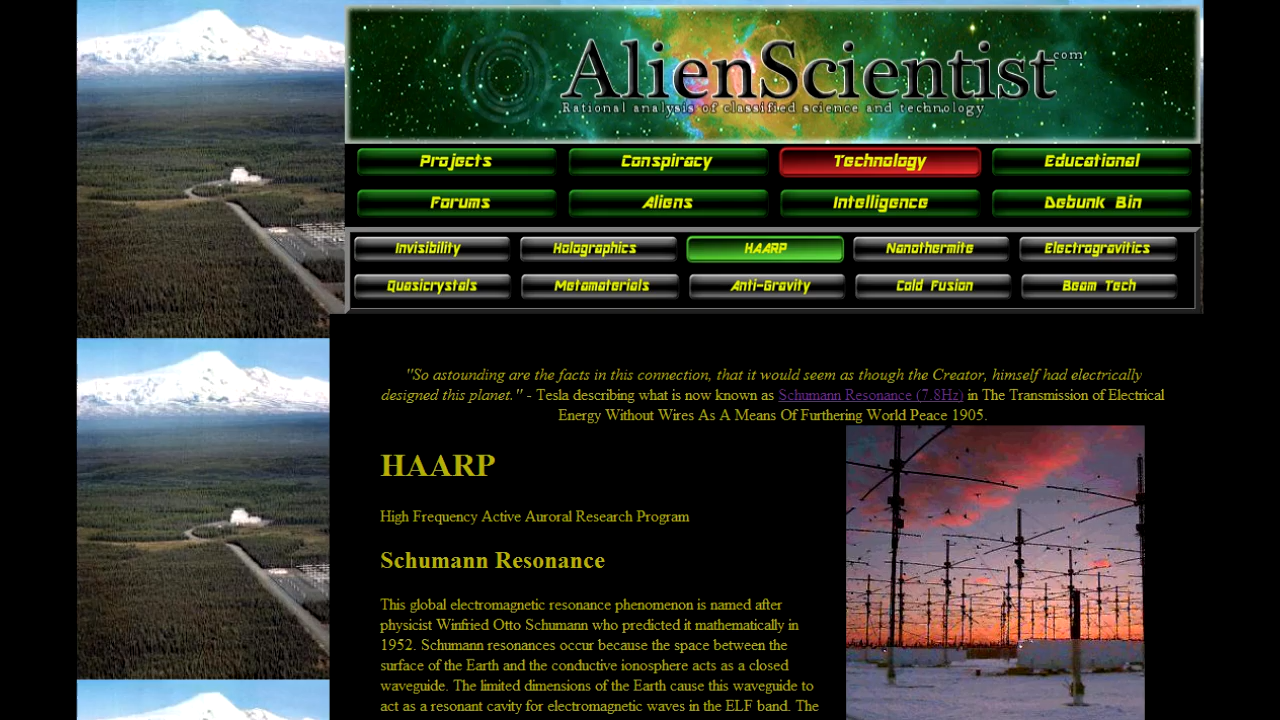 AlienScientist.com
Rational analysis of classified science and technology
Projects Conspiracy Technology Educational
Forums Aliens Intelligence Debunk Bin
Invisibility Holographics HAARP Nanothermite Electrogravitics
Quasicrystals Metamaterials Anti-Gravity Cold Fusion Beam Tech
"So astounding are the facts in this connection, that it would seem as though the Creator, himself had electrically
designed this planet." - Tesla describing what is now known as Schumann Resonance (7.8Hz) in The Transmission of Electrical
Energy Without Wires As A Means Of Furthering World Peace 1905.
HAARP
High Frequency Active Auroral Research Program
Schumann Resonance
This global electromagnetic resonance phenomenon is named after
physicist Winfried Otto Schumann who predicted it mathematically in
1952. Schumann resonances occur because the space between the
surface of the Earth and the conductive ionosphere acts as a closed
waveguide. The limited dimensions of the Earth cause this waveguide to
act as a resonant cavity for electromagnetic waves in the ELF band. The